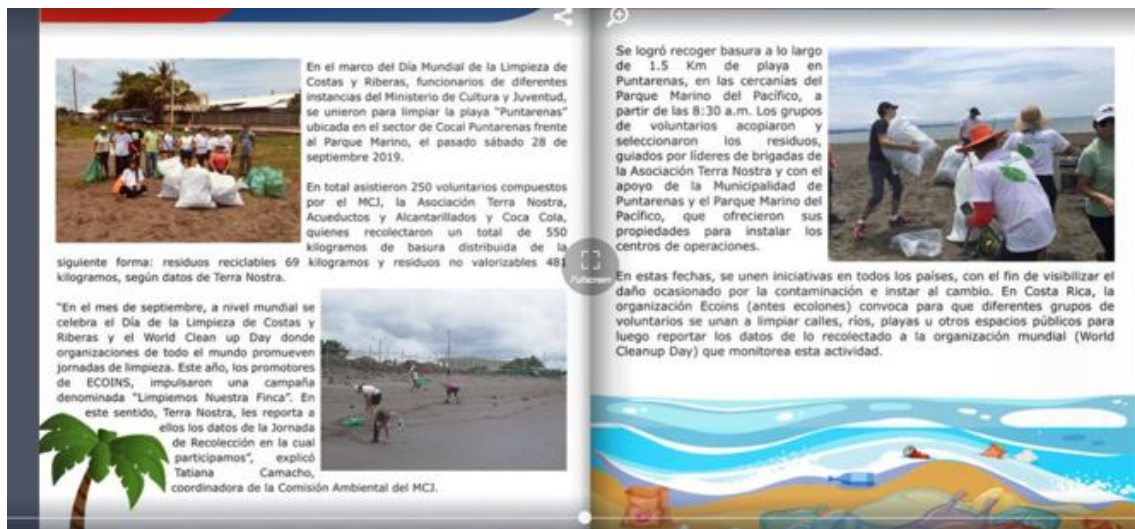 En el marco del Día Mundial de la Limpieza de
Costas y Riberas, funcionarios de diferentes
instancias del Ministerio de Cultura y Juventud,
se unieron para limpiar la playa “Puntarenas”
ubicada en el sector de Cocal Puntarenas frente
al Parque Marino, el pasado sábado 28 de
septiembre 2019.
En total asistieron 250 voluntarios compuestos
por el MCJ, la Asociación Terra Nostra,
Acueductos y Alcantarillados y Coca Cola,
quienes recolectaron un total de 550
kilogramos de basura distribuida de la
siguiente forma: residuos reciclables 69 kilogramos y residuos no valorizables 481
kilogramos, según datos de Terra Nostra.
“En el mes de septiembre, a nivel mundial se
celebra el Día de la Limpieza de Costas y
Riberas y el World Clean up Day donde
organizaciones de todo el mundo promueven
jornadas de limpieza. Este año, los promotores
de ECOINS, impulsaron una campaña
denominada “Limpiemos Nuestra Finca”. En
este sentido, Terra Nostra, les reporta a
ellos los datos de la Jornada
de Recolección en la cual
participamos”, explicó
Tatiana Camacho,
coordinadora de la Comisión Ambiental del MCJ.
Fullscreen
Se logró recoger basura a lo largo
de 1.5 Km de playa en
Puntarenas, en las cercanías del
Parque Marino del Pacífico, a
partir de las 8:30 a.m. Los grupos
de voluntarios acopiaron y
seleccionaron los residuos,
guiados por líderes de brigadas de
la Asociación Terra Nostra y con el
apoyo de la Municipalidad de
Puntarenas y el Parque Marino del
Pacífico, que ofrecieron sus
propiedades para instalar los
centros de operaciones.
En estas fechas, se unen iniciativas en todos los países, con el fin de visibilizar el
daño ocasionado por la contaminación e instar al cambio. En Costa Rica, la
organización Ecoins (antes ecolones) convoca para que diferentes grupos de
voluntarios se unan a limpiar calles, ríos, playas u otros espacios públicos para
luego reportar los datos de lo recolectado a la organización mundial (World
Cleanup Day) que monitorea esta actividad.